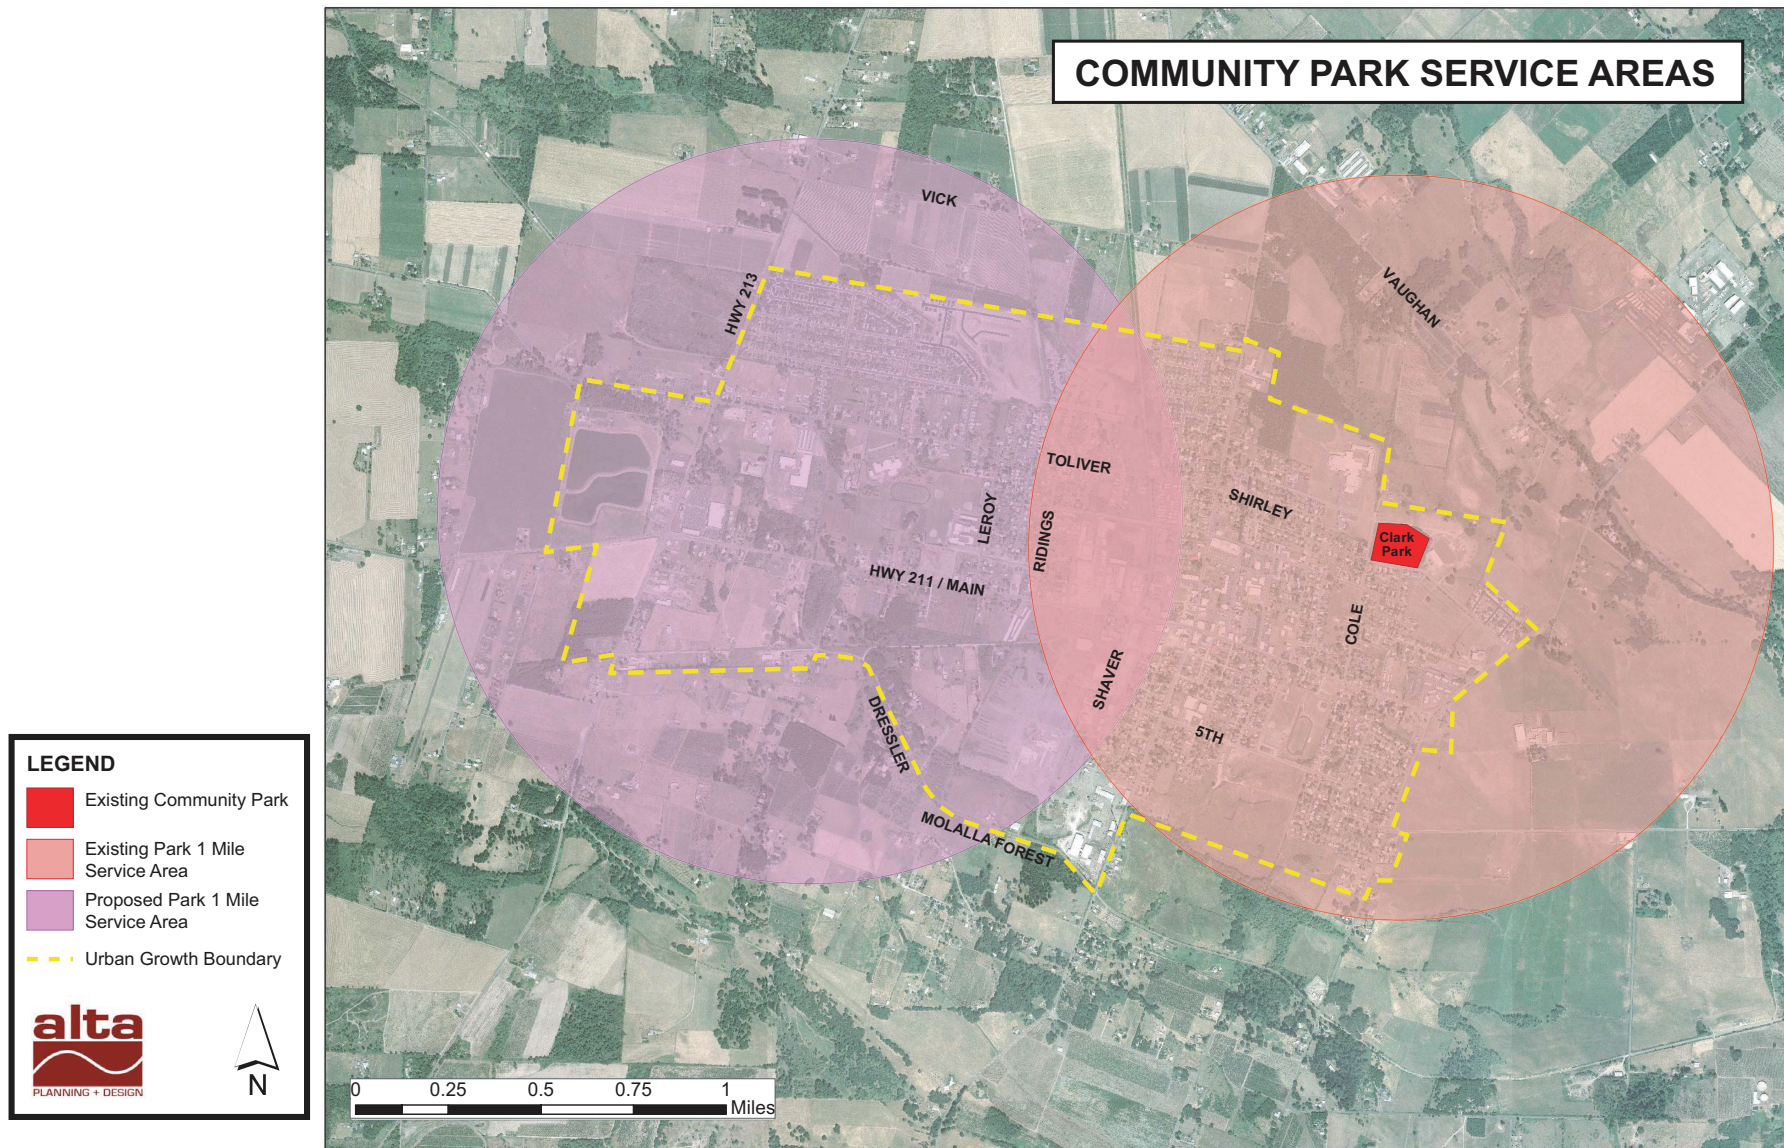 COMMUNITY PARK SERVICE AREAS
VICK
HWY 213
VAUGHAN
TOLIVER
SHIRLEY
LEROY
RIDINGS
Clark
Park
HWY 211 / MAIN
COLE
SHAVER
5TH
DRESSLER
MOLALLA FOREST
LEGEND
Existing Community Park
Existing Park 1 Mile
Service Area
Proposed Park 1 Mile
Service Area
Urban Growth Boundary
alta
PLANNING + DESIGN
N
0 0.25 0.5 0.75 1
Miles